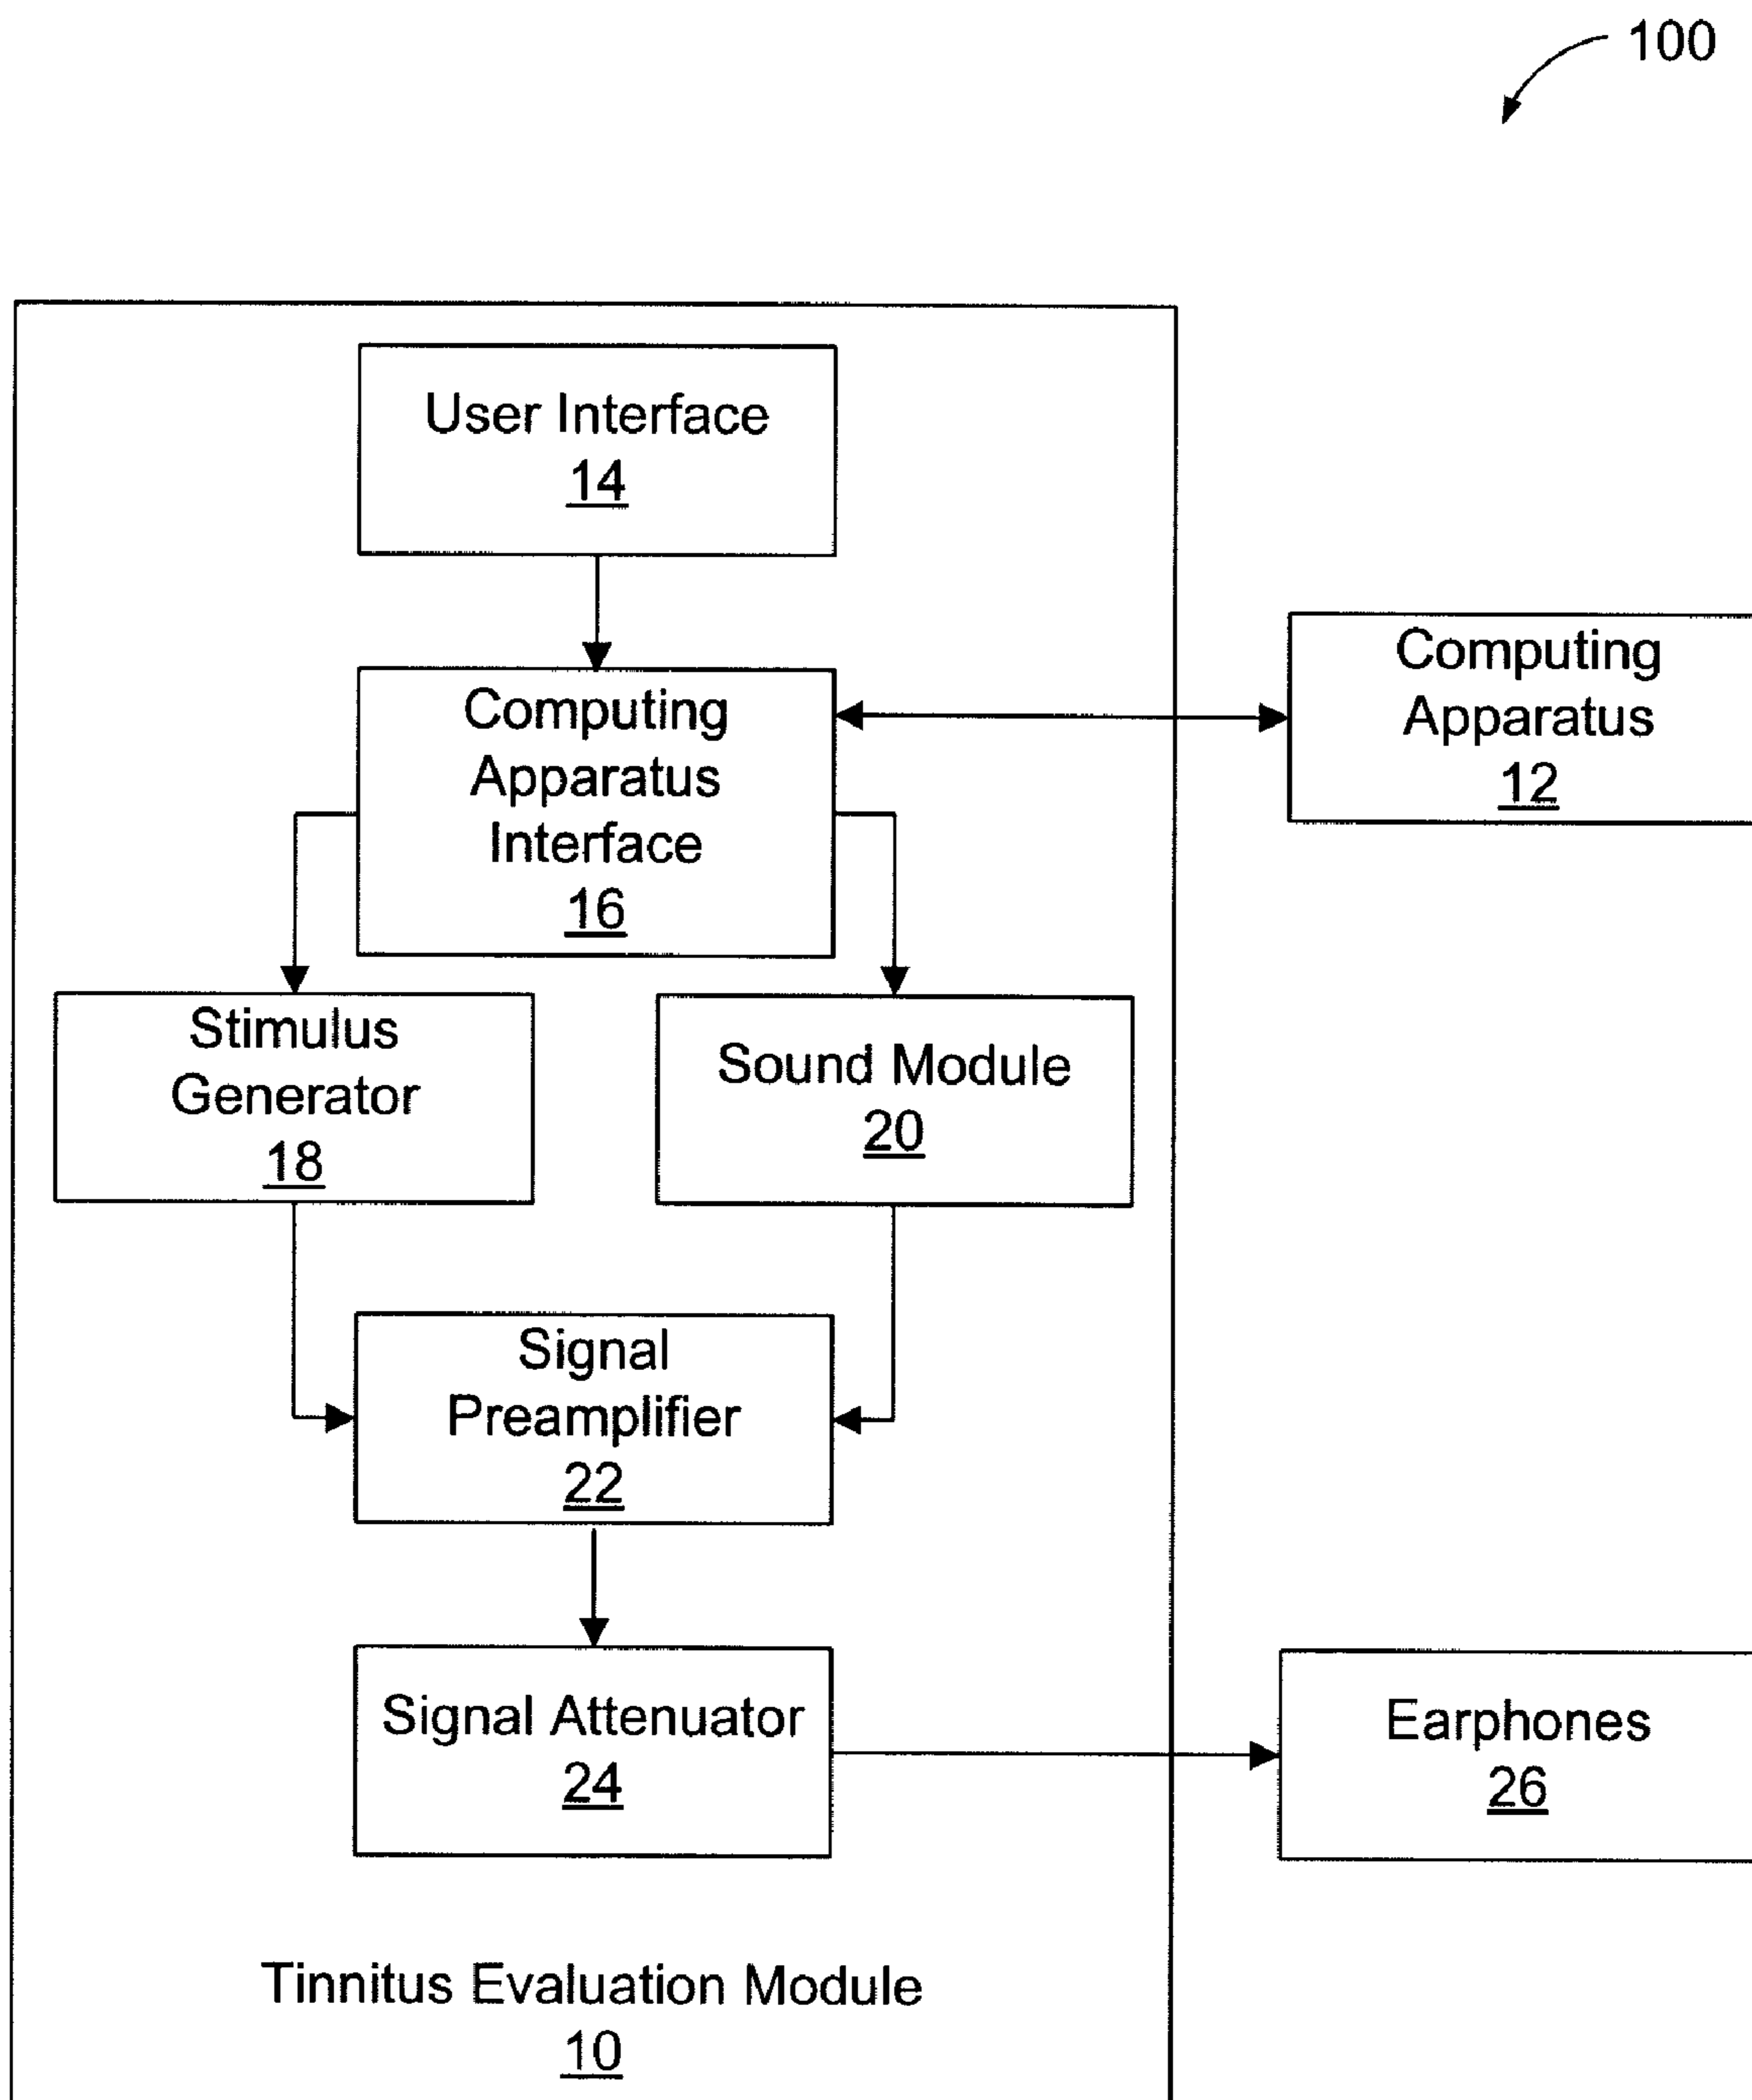 100
User Interface
14
Computing
Apparatus
Interface
16
Computing
Apparatus
12
Stimulus
Generator
18
Sound Module
20
Signal
Preamplifier
22
Signal Attenuator
24
Earphones
26
Tinnitus Evaluation Module
10